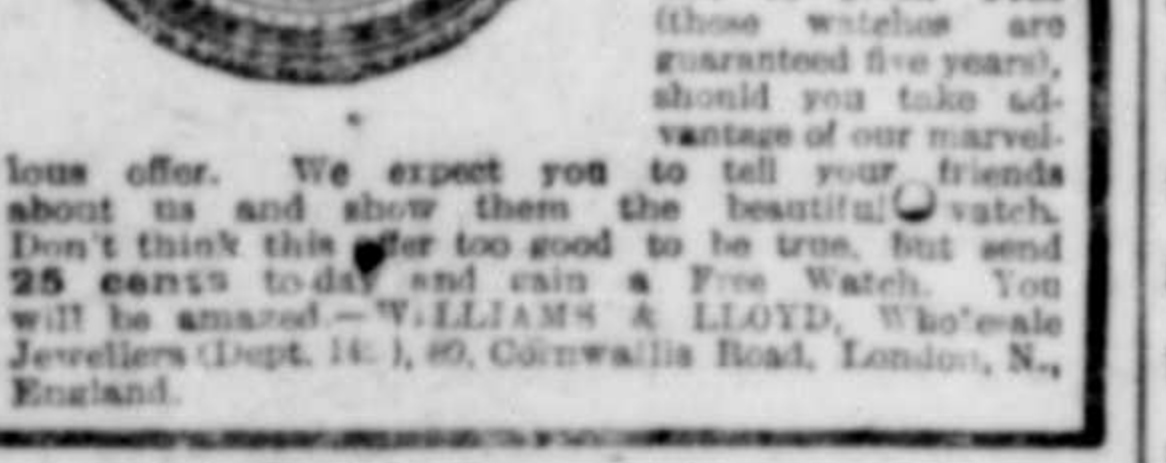 (those watches are
guaranteed five years),
should you take ad-
vantage of our marvel-
lous offer. We expect you to tell your friends
about us and show them the beautiful watch.
Don't think this offer too good to be true, but send
25 cents to-day and gain a Free Watch. You
will be amazed.—WILLIAMS & LLOYD, Wholesale
Jewellers (Dept. ), 89, Cornwallis Road, London, N.,
England.